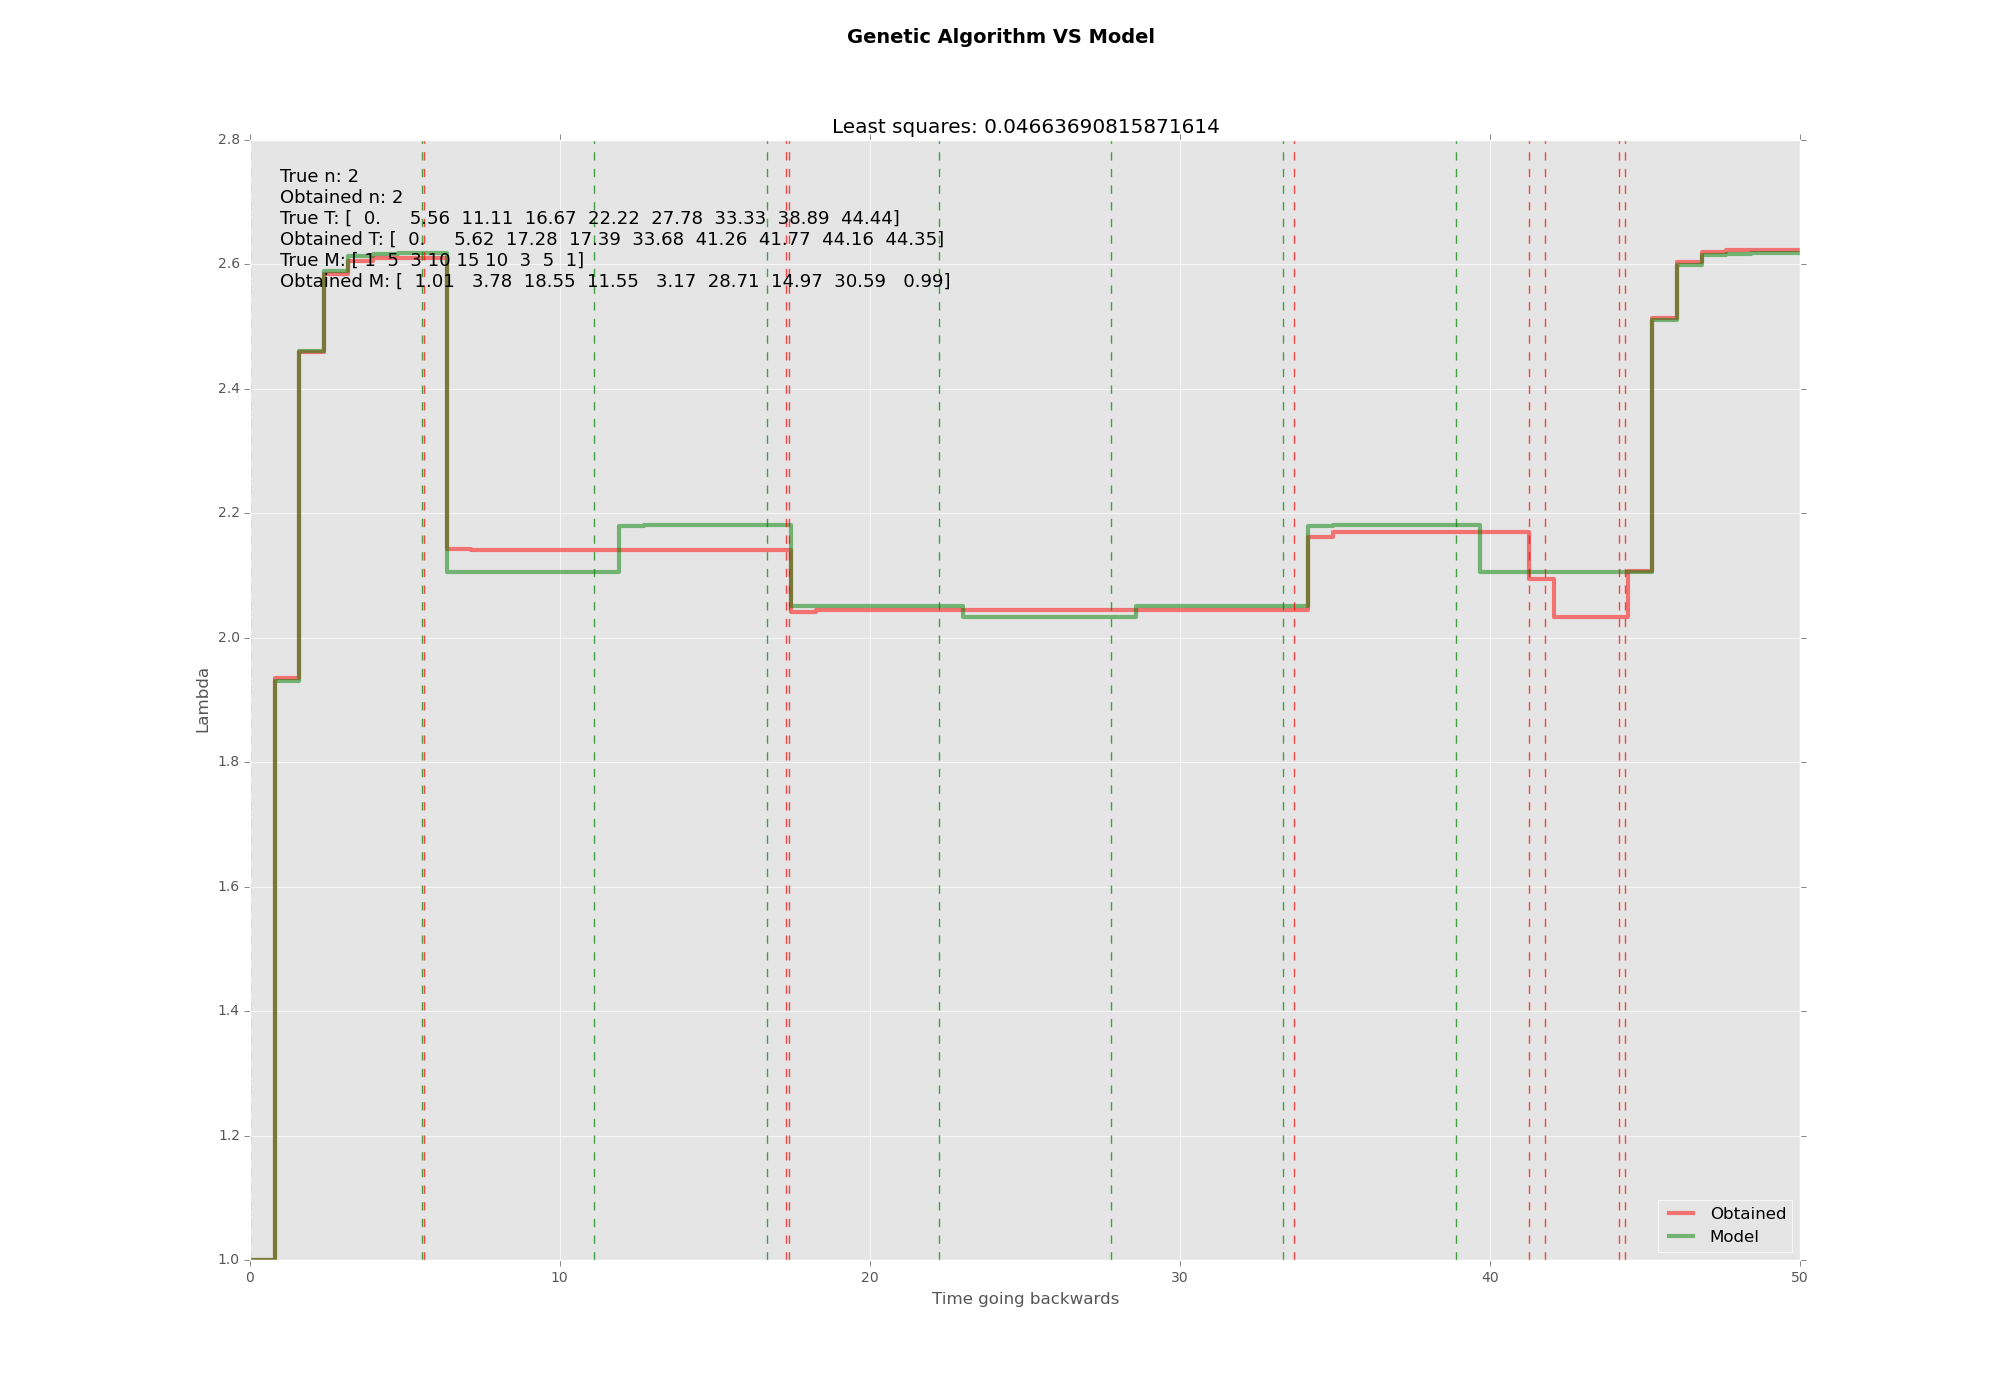 Genetic Algorithm VS Model
Least squares: 0.04663690815871614
True n: 2
Obtained n: 2
True T: [  0.     5.56  11.11  16.67  22.22  27.78  33.33  38.89  44.44]
Obtained T: [  0.     5.62  17.28  17.39  33.68  41.26  41.77  44.16  44.35]
True M: [ 1  5  3 10 15 10  3  5  1]
Obtained M: [  1.01   3.78  18.55  11.55   3.17  28.71  14.97  30.59   0.99]
2.8
2.6
2.4
2.2
2.0
1.8
1.6
1.4
1.2
1.0
Lambda
0 10 20 30 40 50
Time going backwards
Obtained
Model